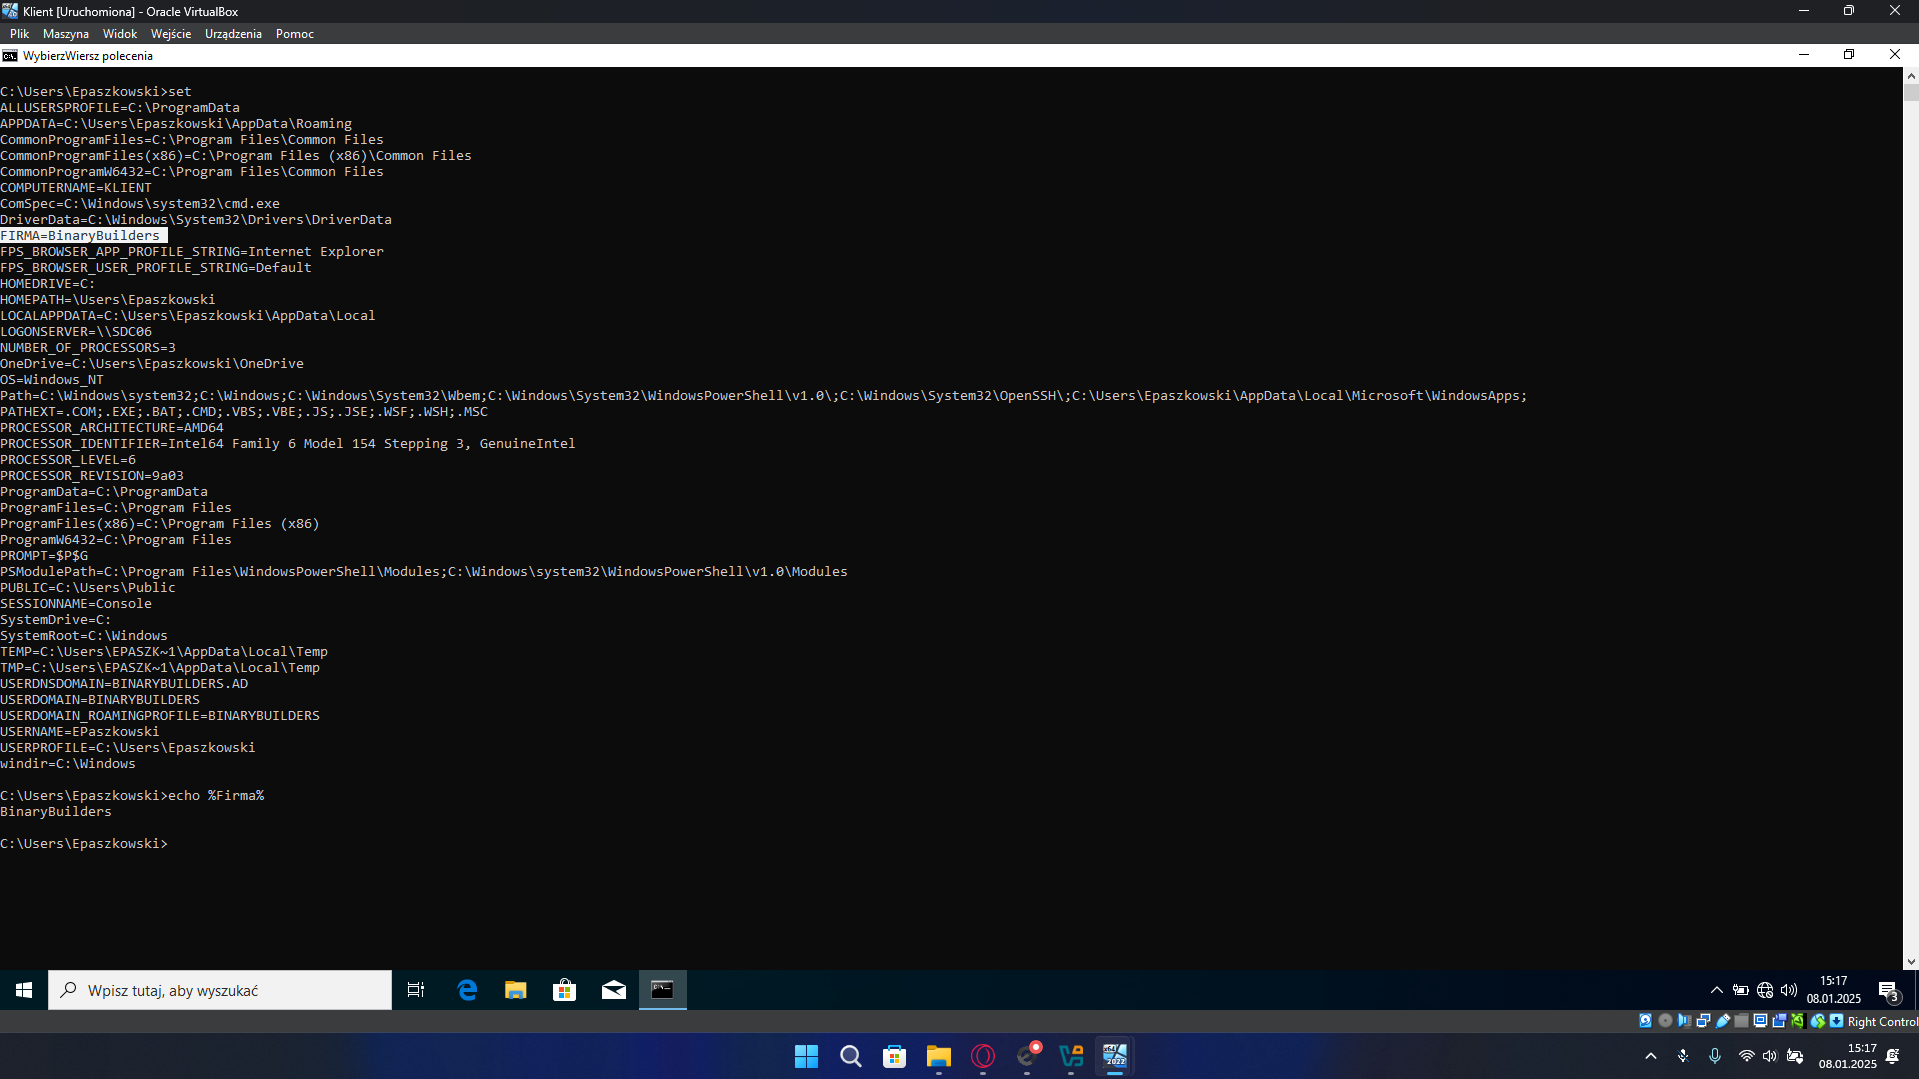 Klient [Uruchomiona] - Oracle VirtualBox
Plik Maszyna Widok Wejście Urządzenia Pomoc
WybierzWiersz polecenia
C:\Users\Epaszkowski>set
ALLUSERSPROFILE=C:\ProgramData
APPDATA=C:\Users\Epaszkowski\AppData\Roaming
CommonProgramFiles=C:\Program Files\Common Files
CommonProgramFiles(x86)=C:\Program Files (x86)\Common Files
CommonProgramW6432=C:\Program Files\Common Files
COMPUTERNAME=KLIENT
ComSpec=C:\Windows\system32\cmd.exe
DriverData=C:\Windows\System32\Drivers\DriverData
FIRMA=BinaryBuilders
FPS_BROWSER_APP_PROFILE_STRING=Internet Explorer
FPS_BROWSER_USER_PROFILE_STRING=Default
HOMEDRIVE=C:
HOMEPATH=\Users\Epaszkowski
LOCALAPPDATA=C:\Users\Epaszkowski\AppData\Local
LOGONSERVER=\\SDC06
NUMBER_OF_PROCESSORS=3
OneDrive=C:\Users\Epaszkowski\OneDrive
OS=Windows_NT
Path=C:\Windows\system32;C:\Windows;C:\Windows\System32\Wbem;C:\Windows\System32\WindowsPowerShell\v1.0\;C:\Windows\System32\OpenSSH\;C:\Users\Epaszkowski\AppData\Local\Microsoft\WindowsApps;
PATHEXT=.COM;.EXE;.BAT;.CMD;.VBS;.VBE;.JS;.JSE;.WSF;.WSH;.MSC
PROCESSOR_ARCHITECTURE=AMD64
PROCESSOR_IDENTIFIER=Intel64 Family 6 Model 154 Stepping 3, GenuineIntel
PROCESSOR_LEVEL=6
PROCESSOR_REVISION=9a03
ProgramData=C:\ProgramData
ProgramFiles=C:\Program Files
ProgramFiles(x86)=C:\Program Files (x86)
ProgramW6432=C:\Program Files
PROMPT=$P$G
PSModulePath=C:\Program Files\WindowsPowerShell\Modules;C:\Windows\system32\WindowsPowerShell\v1.0\Modules
PUBLIC=C:\Users\Public
SESSIONNAME=Console
SystemDrive=C:
SystemRoot=C:\Windows
TEMP=C:\Users\EPASZK~1\AppData\Local\Temp
TMP=C:\Users\EPASZK~1\AppData\Local\Temp
USERDNSDOMAIN=BINARYBUILDERS.AD
USERDOMAIN=BINARYBUILDERS
USERDOMAIN_ROAMINGPROFILE=BINARYBUILDERS
USERNAME=EPaszkowski
USERPROFILE=C:\Users\Epaszkowski
windir=C:\Windows
C:\Users\Epaszkowski>echo %Firma%
BinaryBuilders
C:\Users\Epaszkowski>
Wpisz tutaj, aby wyszukać
15:17
08.01.2025
3
Right Control
15:17
08.01.2025